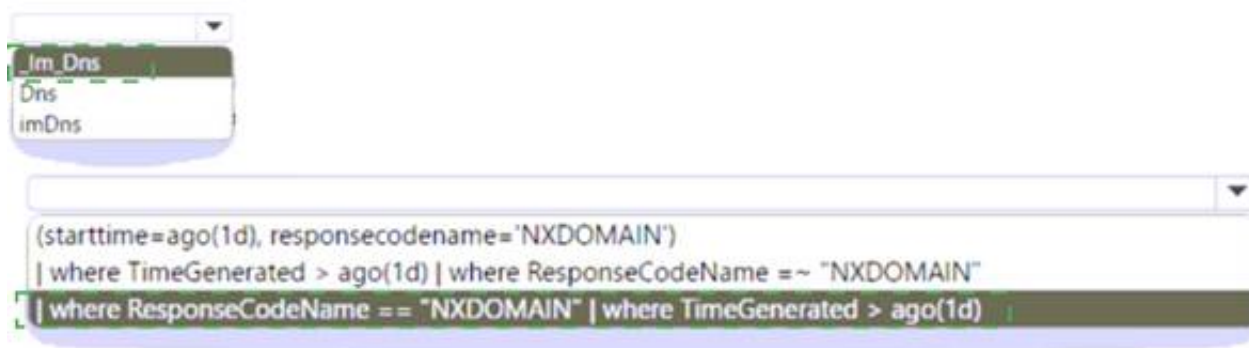 _Im_Dns
Dns
imDns
(starttime=ago(1d), responsecodename='NXDOMAIN')
| where TimeGenerated > ago(1d) | where ResponseCodeName =~ "NXDOMAIN"
| where ResponseCodeName == "NXDOMAIN" | where TimeGenerated > ago(1d)